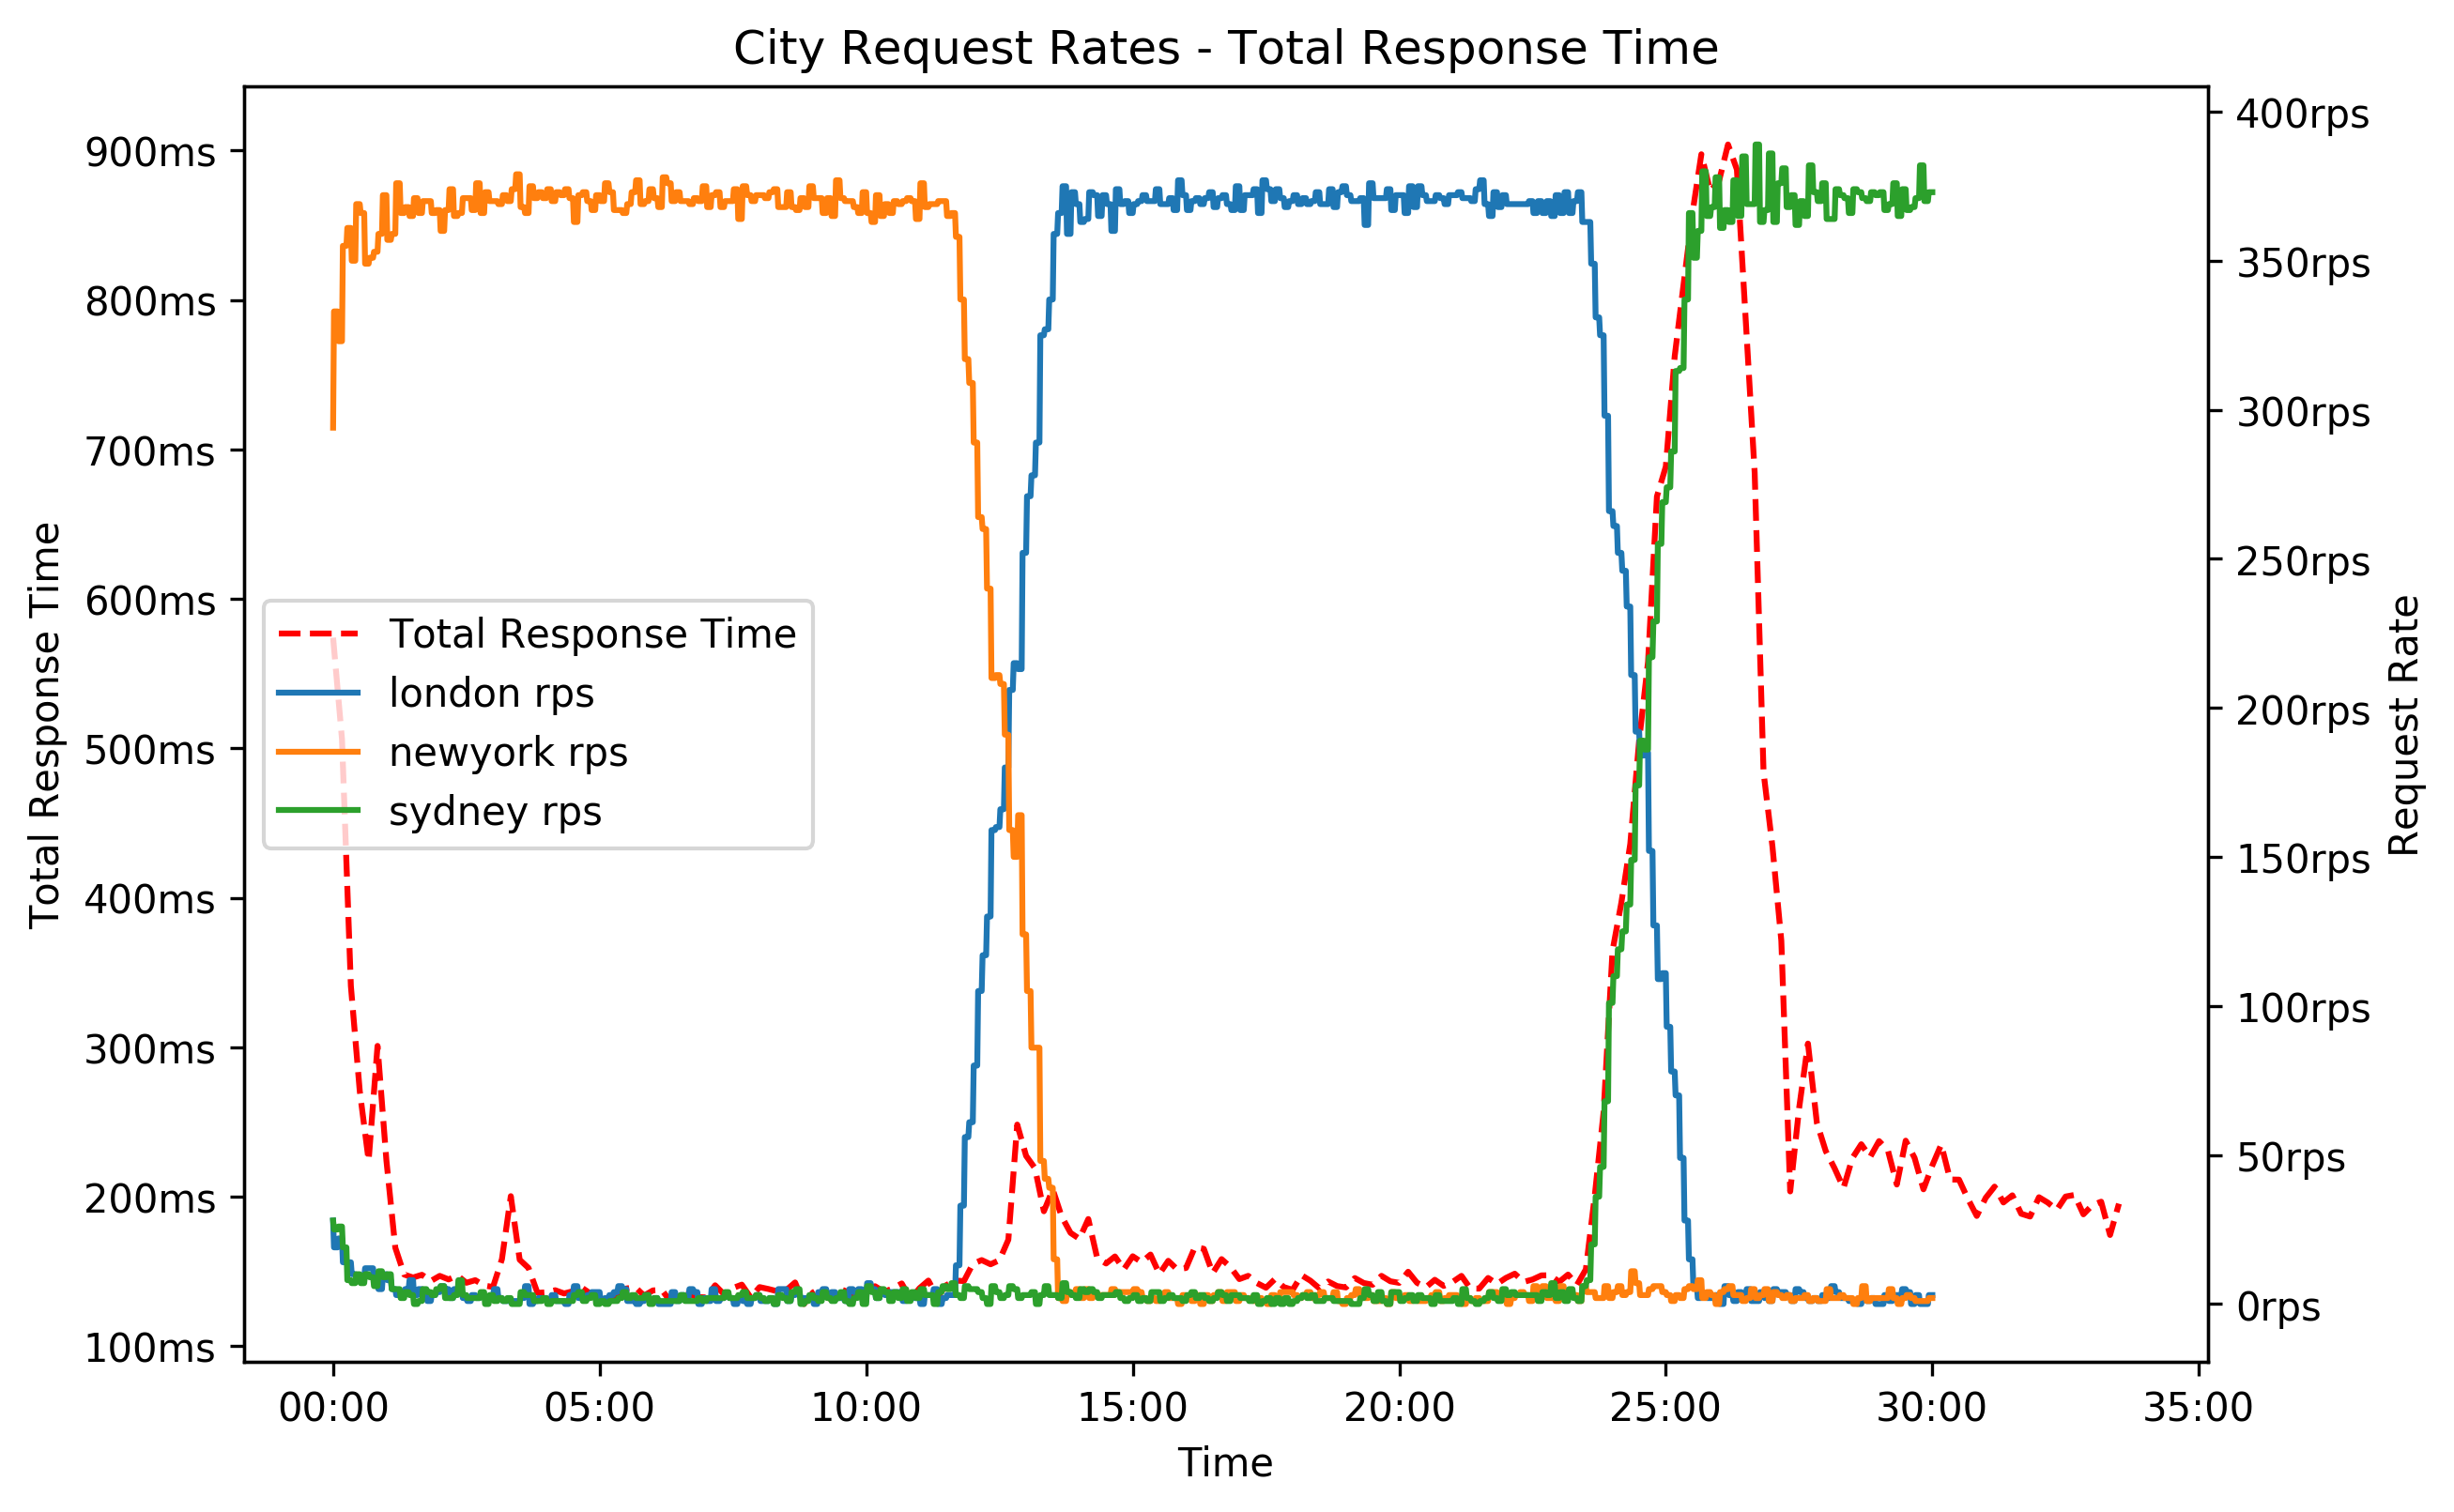 City Request Rates - Total Response Time
900ms
800ms
700ms
600ms
500ms
400ms
300ms
200ms
100ms
Total Response Time
Total Response Time
london rps
newyork rps
sydney rps
400rps
350rps
300rps
250rps
200rps
150rps
100rps
50rps
0rps
Request Rate
00:00 05:00 10:00 15:00 20:00 25:00 30:00 35:00
Time